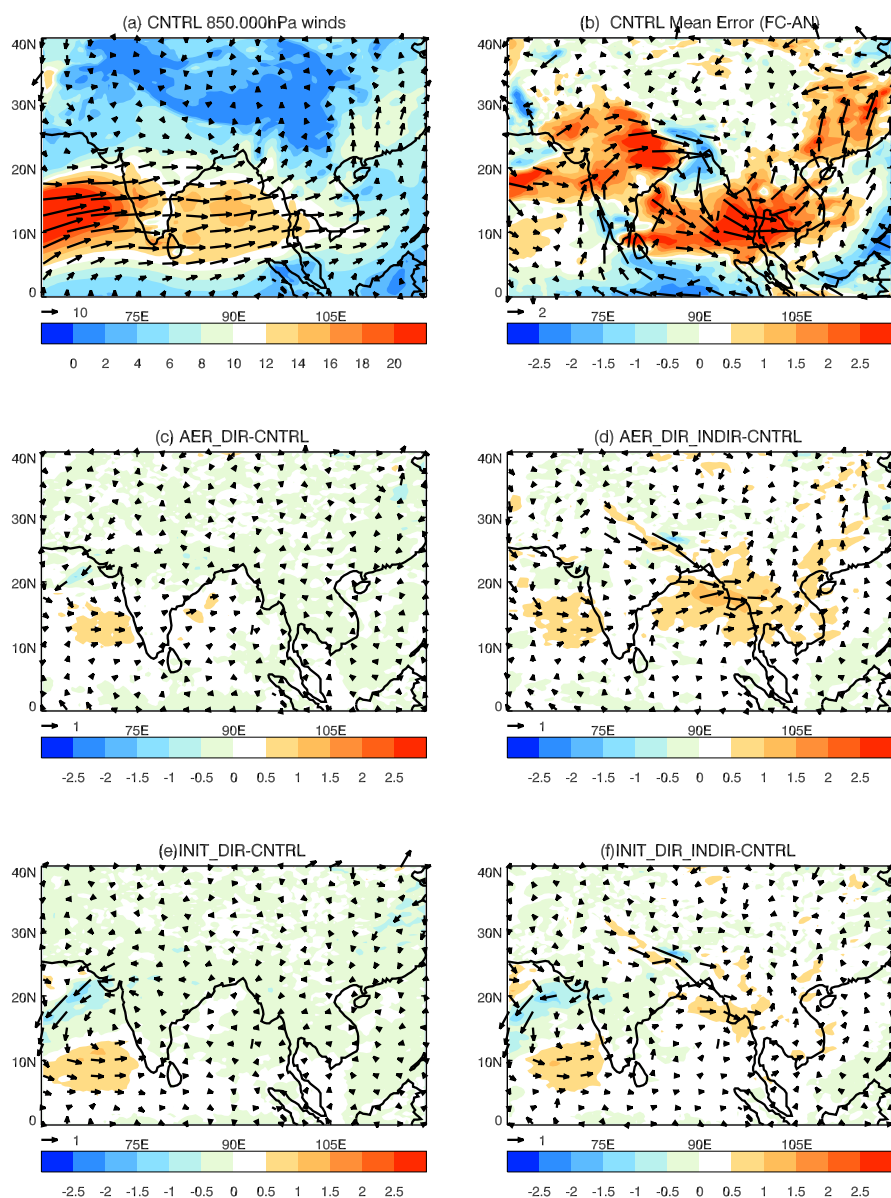 (a) CNTRL 850.000hPa winds
40N
30N
20N
10N
0
10
75E 90E 105E
0 2 4 6 8 10 12 14 16 18 20
(b) CNTRL Mean Error (FC-AN)
40N
30N
20N
10N
0
2
75E 90E 105E
-2.5 -2 -1.5 -1 -0.5 0 0.5 1 1.5 2 2.5
(c) AER_DIR-CNTRL
40N
30N
20N
10N
0
1
75E 90E 105E
-2.5 -2 -1.5 -1 -0.5 0 0.5 1 1.5 2 2.5
(d) AER_DIR_INDIR-CNTRL
40N
30N
20N
10N
0
1
75E 90E 105E
-2.5 -2 -1.5 -1 -0.5 0 0.5 1 1.5 2 2.5
(e)INIT_DIR-CNTRL
40N
30N
20N
10N
0
1
75E 90E 105E
-2.5 -2 -1.5 -1 -0.5 0 0.5 1 1.5 2 2.5
(f)INIT_DIR_INDIR-CNTRL
40N
30N
20N
10N
0
1
75E 90E 105E
-2.5 -2 -1.5 -1 -0.5 0 0.5 1 1.5 2 2.5